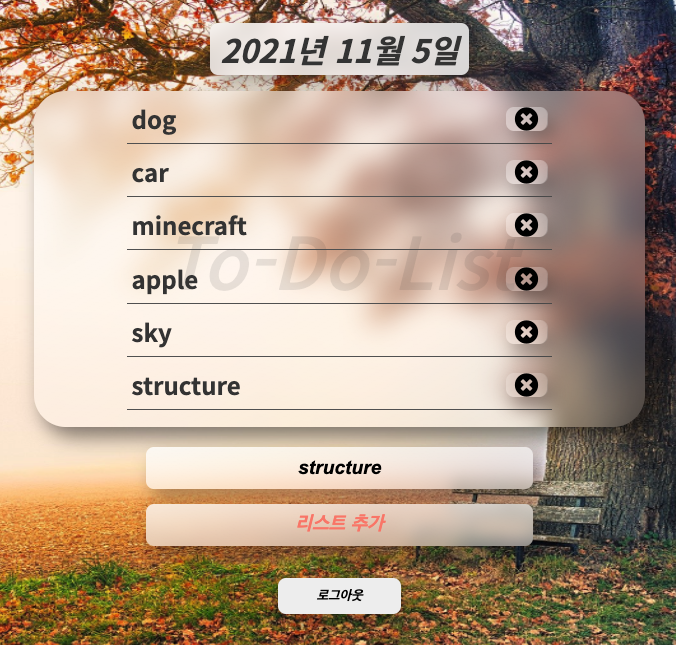 2021년 11월 5일
dog
car
minecraft
To-Do-List
apple
sky
structure
structure
리스트 추가
로그아웃